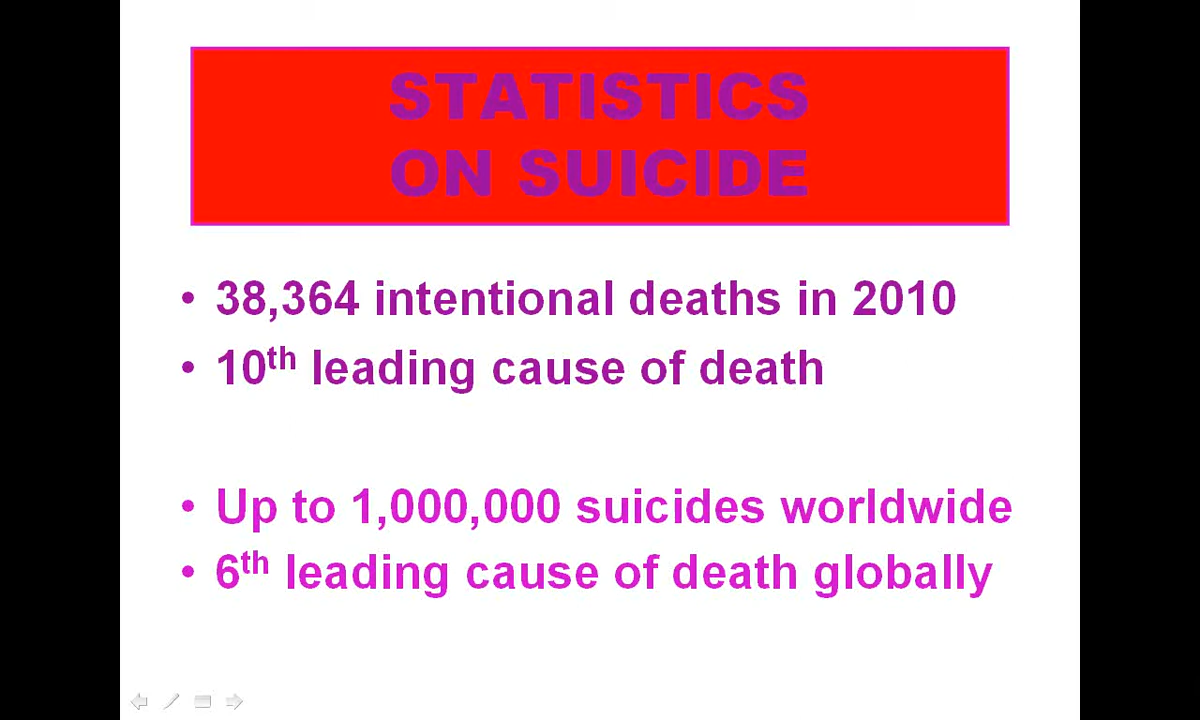 STATISTICS
ON SUICIDE
• 38,364 intentional deaths in 2010
• 10th leading cause of death
• Up to 1,000,000 suicides worldwide
• 6th leading cause of death globally